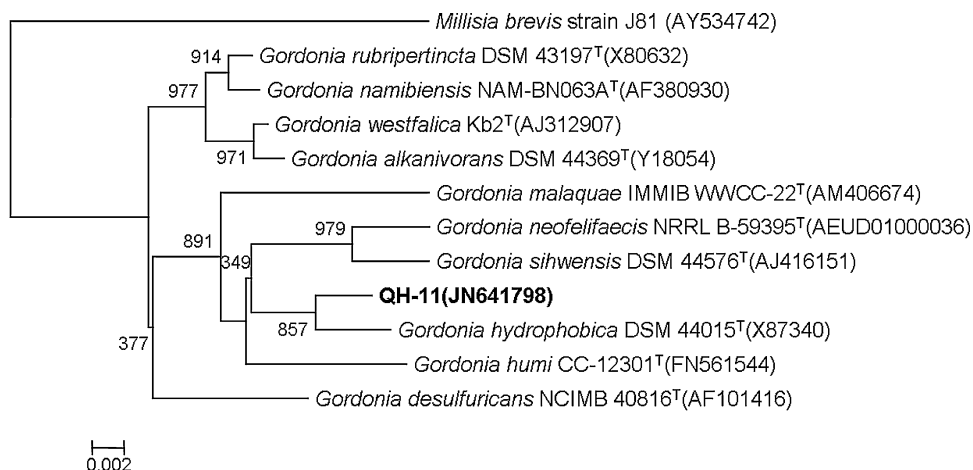 Millisia brevis strain J81 (AY534742)
914 Gordonia rubripertincta DSM 43197ᵀ(X80632)
977 Gordonia namibiensis NAM-BN063Aᵀ(AF380930)
Gordonia westfalica Kb2ᵀ(AJ312907)
971 Gordonia alkanivorans DSM 44369ᵀ(Y18054)
Gordonia malaquae IMMIB WWCC-22ᵀ(AM406674)
979 Gordonia neofelifaecis NRRL B-59395ᵀ(AEUD01000036)
891 349 Gordonia sihwensis DSM 44576ᵀ(AJ416151)
QH-11(JN641798)
857 Gordonia hydrophobica DSM 44015ᵀ(X87340)
377 Gordonia humi CC-12301ᵀ(FN561544)
Gordonia desulfuricans NCIMB 40816ᵀ(AF101416)
0.002